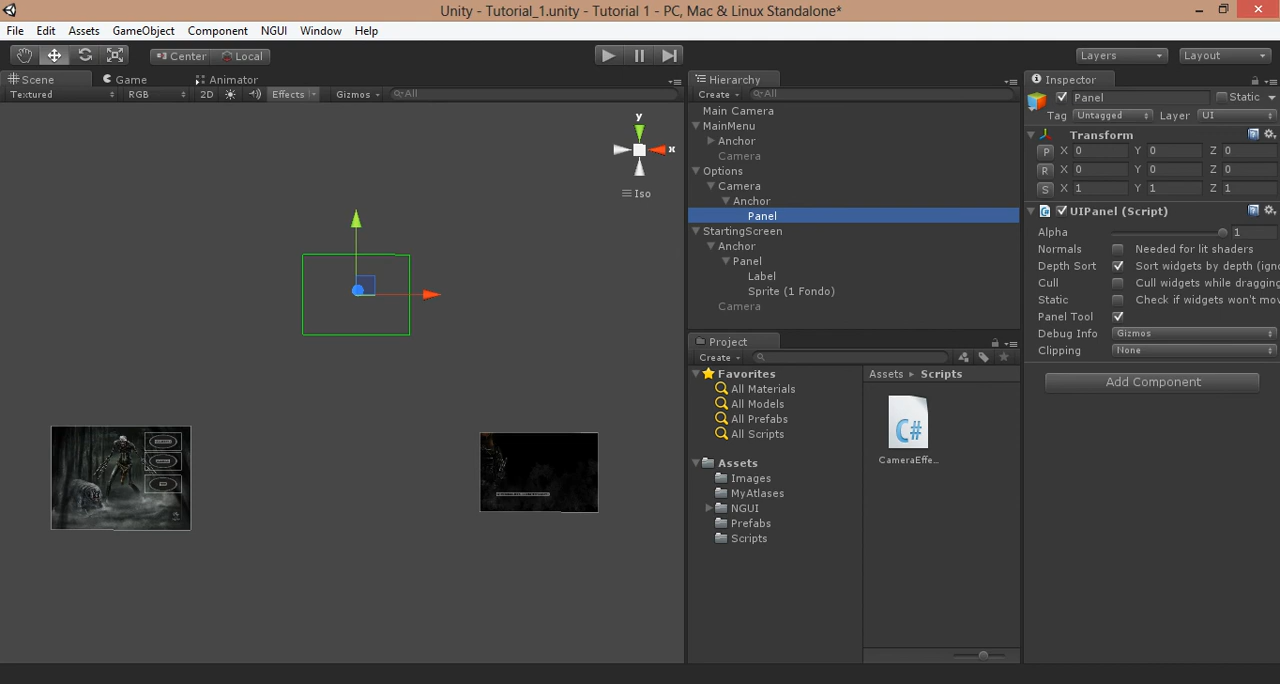 Unity - Tutorial_1.unity - Tutorial 1 - PC, Mac & Linux Standalone*
File Edit Assets GameObject Component NGUI Window Help
Center Local Layers Layout
Scene Game Animator
Textured RGB 2D Effects Gizmos All
y
x
Iso
Hierarchy
Create All
Main Camera
MainMenu
Anchor
Camera
Options
Camera
Anchor
Panel
StartingScreen
Anchor
Panel
Label
Sprite (1 Fondo)
Camera
Project
Create
Favorites
All Materials
All Models
All Prefabs
All Scripts
Assets
Images
MyAtlases
NGUI
Prefabs
Scripts
Assets Scripts
C#
CameraEffe...
Inspector
Panel Static
Tag Untagged Layer UI
Transform
P X 0 Y 0 Z 0
R X 0 Y 0 Z 0
S X 1 Y 1 Z 1
UIPanel (Script)
Alpha 1
Normals Needed for lit shaders
Depth Sort Sort widgets by depth (igno
Cull Cull widgets while dragging
Static Check if widgets won't mov
Panel Tool
Debug Info Gizmos
Clipping None
Add Component